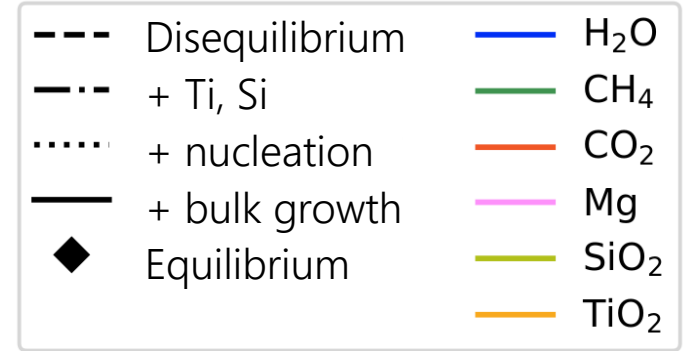 Disequilibrium
+ Ti, Si
+ nucleation
+ bulk growth
Equilibrium
H₂O
CH₄
CO₂
Mg
SiO₂
TiO₂